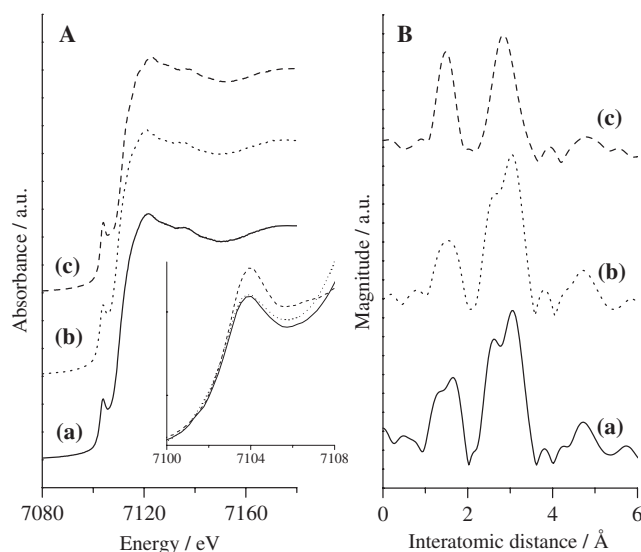 A
B
(c)
(b)
(a)
(c)
(b)
(a)
7100 7104 7108
7080 7120 7160
0 2 4 6
Energy / eV
Interatomic distance / Å
Absorbance / a.u.
Magnitude / a.u.